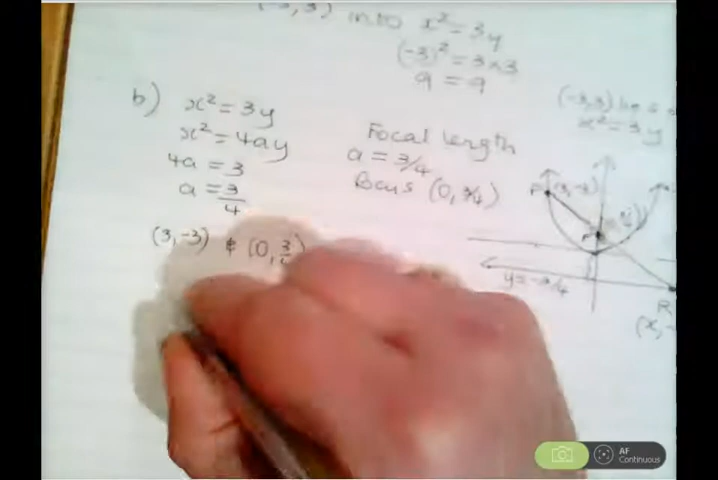 (-3,3) into x² = 3y
(-3)² = 3×3
9 = 9
b)
x² = 3y
x² = 4ay
4a = 3
a = 3/4
Focal length
a = 3/4
focus (0, 3/4)
(3,-3) & (0, 3/
(-3,3)
x² = 3y
P (3,-3)
F
y = -3/4
R
(x, -
AF
Continuous